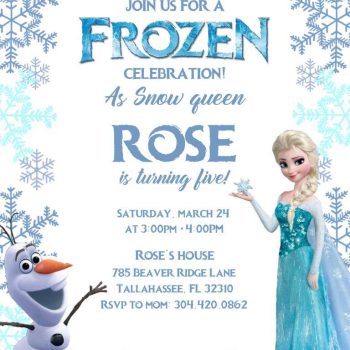 JOIN US FOR A
FROZEN
CELEBRATION!
As Snow queen
ROSE
is turning five!
SATURDAY, MARCH 24
AT 3:00PM - 4:00PM
ROSE'S HOUSE
785 BEAVER RIDGE LANE
TALLAHASSEE, FL 32310
RSVP TO MOM: 304.420.0862